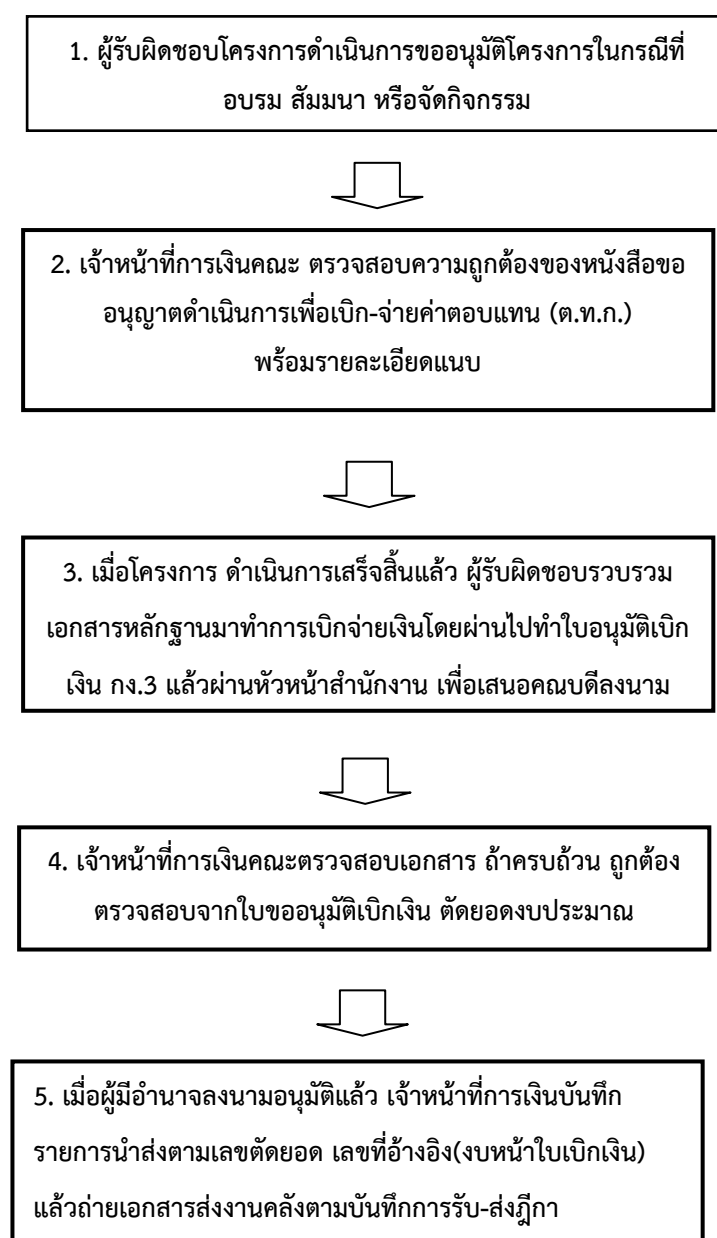 1. ผู้รับผิดชอบโครงการดำเนินการขออนุมัติโครงการในกรณีที่
อบรม สัมมนา หรือจัดกิจกรรม
2. เจ้าหน้าที่การเงินคณะ ตรวจสอบความถูกต้องของหนังสือขอ
อนุญาตดำเนินการเพื่อเบิก-จ่ายค่าตอบแทน (ต.ท.ก.)
พร้อมรายละเอียดแนบ
3. เมื่อโครงการ ดำเนินการเสร็จสิ้นแล้ว ผู้รับผิดชอบรวบรวม
เอกสารหลักฐานมาทำการเบิกจ่ายเงินโดยผ่านไปทำใบอนุมัติเบิก
เงิน กง.3 แล้วผ่านหัวหน้าสำนักงาน เพื่อเสนอคณบดีลงนาม
4. เจ้าหน้าที่การเงินคณะตรวจสอบเอกสาร ถ้าครบถ้วน ถูกต้อง
ตรวจสอบจากใบขออนุมัติเบิกเงิน ตัดยอดงบประมาณ
5. เมื่อผู้มีอำนาจลงนามอนุมัติแล้ว เจ้าหน้าที่การเงินบันทึก
รายการนำส่งตามเลขตัดยอด เลขที่อ้างอิง(งบหน้าใบเบิกเงิน)
แล้วถ่ายเอกสารส่งงานคลังตามบันทึกการรับ-ส่งฎีกา